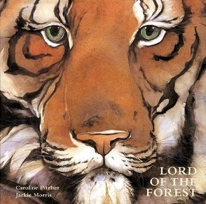 LORD
OF THE
FOREST
Caroline Pitcher
Jackie Morris